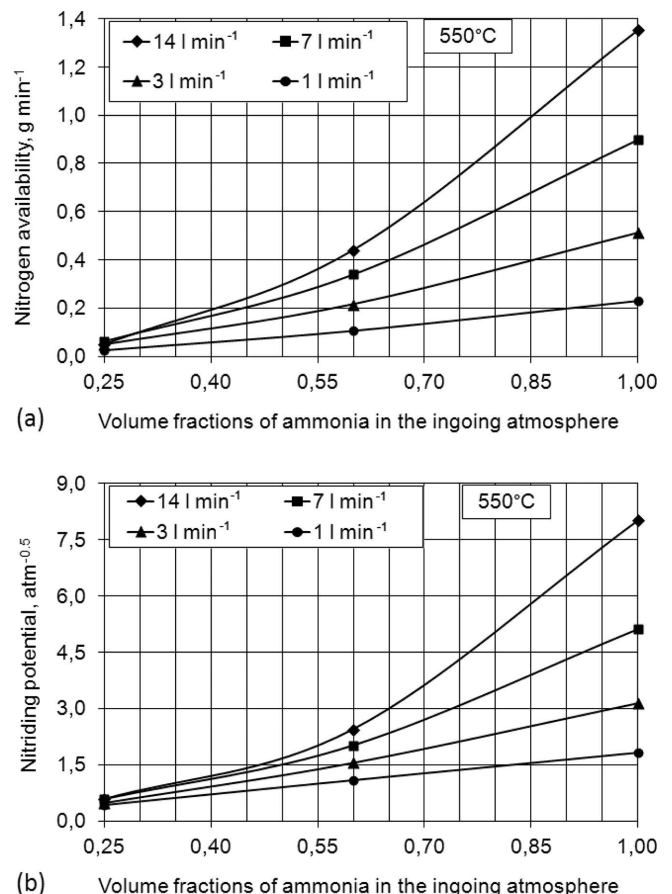 1,4
14 l min⁻¹ 7 l min⁻¹ 550°C
1,2
3 l min⁻¹ 1 l min⁻¹
1,0
0,8
0,6
0,4
0,2
0,0
Nitrogen availability, g min⁻¹
0,25 0,40 0,55 0,70 0,85 1,00
(a) Volume fractions of ammonia in the ingoing atmosphere
9,0
14 l min⁻¹ 7 l min⁻¹ 550°C
3 l min⁻¹ 1 l min⁻¹
7,5
6,0
4,5
3,0
1,5
0,0
Nitriding potential, atm⁻⁰·⁵
0,25 0,40 0,55 0,70 0,85 1,00
(b) Volume fractions of ammonia in the ingoing atmosphere